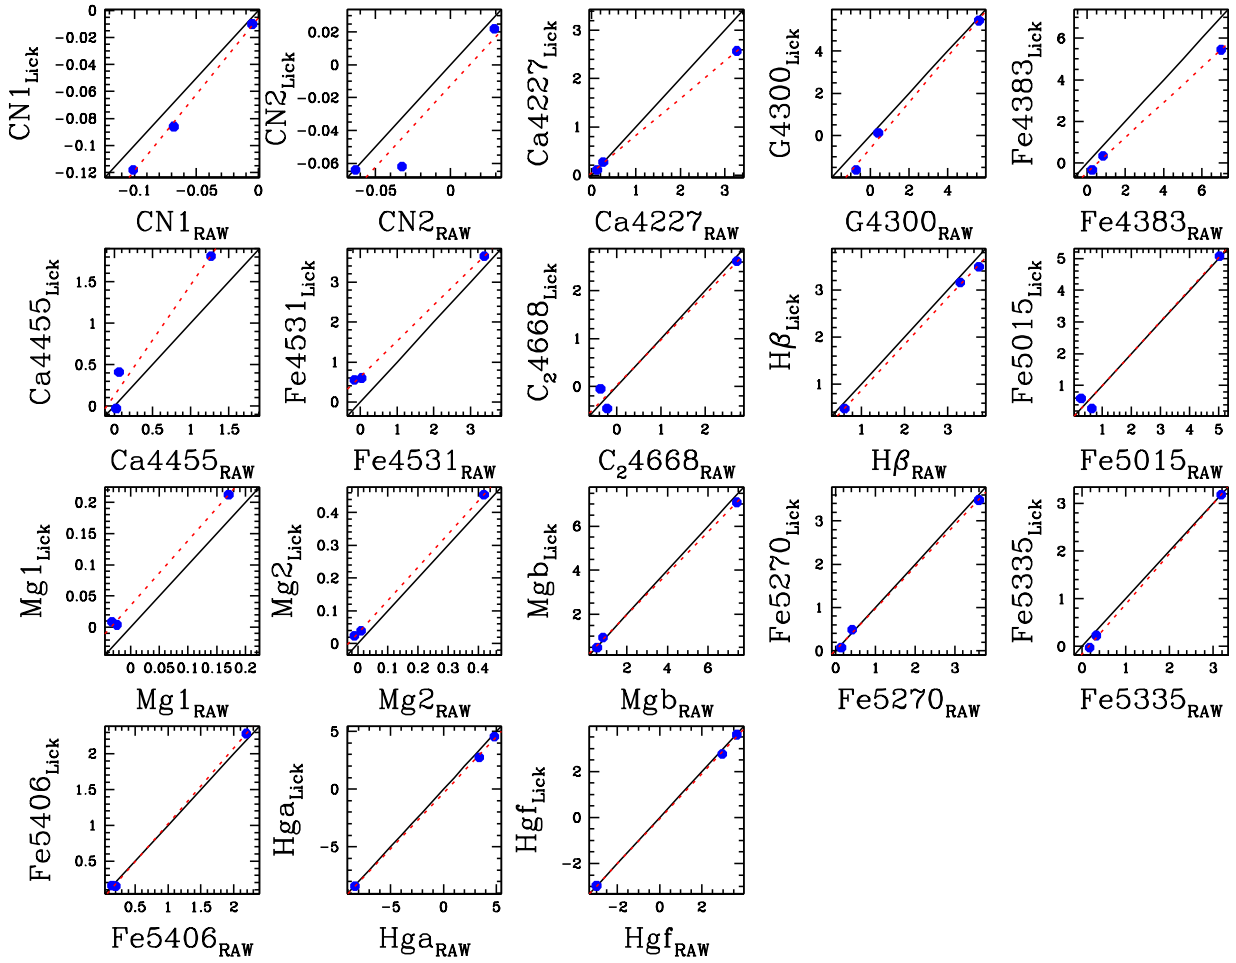 CN1Lick
0
−0.02
−0.04
−0.06
−0.08
−0.1
−0.12
−0.1 −0.05 0
CN1RAW
CN2Lick
0.02
0
−0.02
−0.04
−0.06
−0.05 0
CN2RAW
Ca4227Lick
3
2
1
0
0 1 2 3
Ca4227RAW
G4300Lick
4
2
0
0 2 4
G4300RAW
Fe4383Lick
6
4
2
0
0 2 4 6
Fe4383RAW
Ca4455Lick
1.5
1
0.5
0
0 0.5 1 1.5
Ca4455RAW
Fe4531Lick
3
2
1
0
0 1 2 3
Fe4531RAW
C24668Lick
2
1
0
0 1 2
C24668RAW
HβLick
3
2
1
1 2 3
HβRAW
Fe5015Lick
5
4
3
2
1
1 2 3 4 5
Fe5015RAW
Mg1Lick
0.2
0.15
0.1
0.05
0
0 0.05 0.1 0.15 0.2
Mg1RAW
Mg2Lick
0.4
0.3
0.2
0.1
0
0 0.1 0.2 0.3 0.4
Mg2RAW
MgbLick
6
4
2
2 4 6
MgbRAW
Fe5270Lick
3
2
1
0
0 1 2 3
Fe5270RAW
Fe5335Lick
3
2
1
0
0 1 2 3
Fe5335RAW
Fe5406Lick
2
1.5
1
0.5
0.5 1 1.5 2
Fe5406RAW
HgaLick
5
0
−5
−5 0 5
HgaRAW
HgfLick
2
0
−2
−2 0 2
HgfRAW